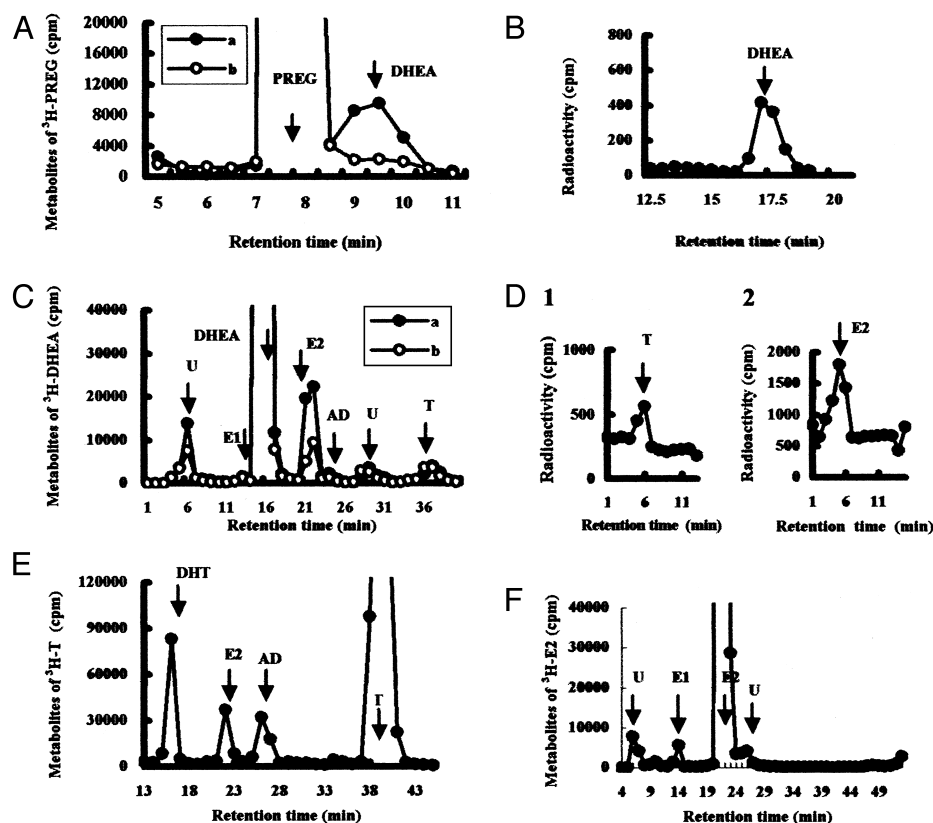 A
Metabolites of ³H-PREG (cpm)
20000
16000
12000
8000
4000
0
a
b
PREG
DHEA
5 6 7 8 9 10 11
Retention time (min)
B
Radioactivity (cpm)
800
600
400
200
0
DHEA
12.5 15 17.5 20
Retention time (min)
C
Metabolites of ³H-DHEA (cpm)
40000
30000
20000
10000
0
U
DHEA
E1
E2
AD
U
T
a
b
1 6 11 16 21 26 31 36
Retention time (min)
D
1
Radioactivity (cpm)
1000
500
0
T
1 6 11
Retention time (min)
2
Radioactivity (cpm)
2000
1500
1000
500
0
E2
1 6 11
Retention time (min)
E
Metabolites of ³H-T (cpm)
120000
90000
60000
30000
0
DHT
E2
AD
T
13 18 23 28 33 38 43
Retention time (min)
F
Metabolites of ³H-E2 (cpm)
40000
30000
20000
10000
0
U
E1
E2
U
4 9 14 19 24 29 34 39 44 49
Retention time (min)